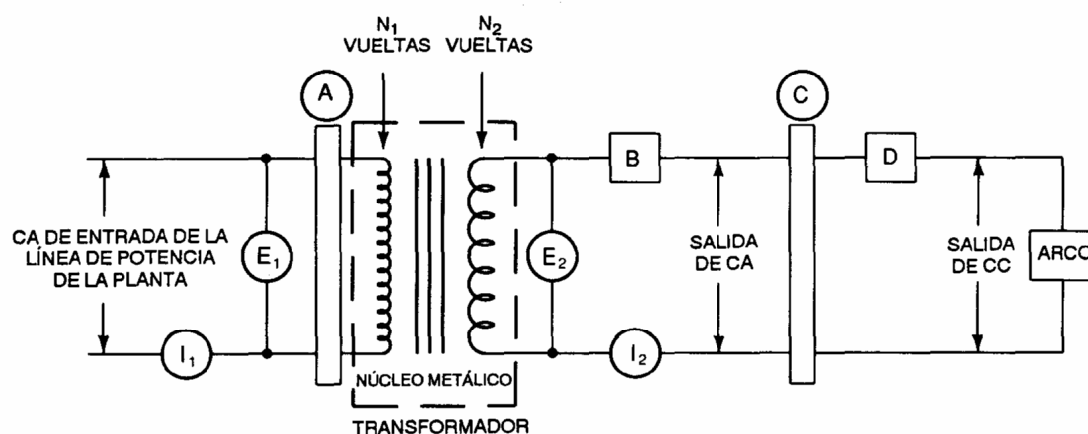 N1
VUELTAS
N2
VUELTAS
A
C
B
D
CA DE ENTRADA DE LA
LÍNEA DE POTENCIA
DE LA PLANTA
E1
E2
SALIDA
DE CA
SALIDA
DE CC
ARCO
I1
I2
NÚCLEO METÁLICO
TRANSFORMADOR